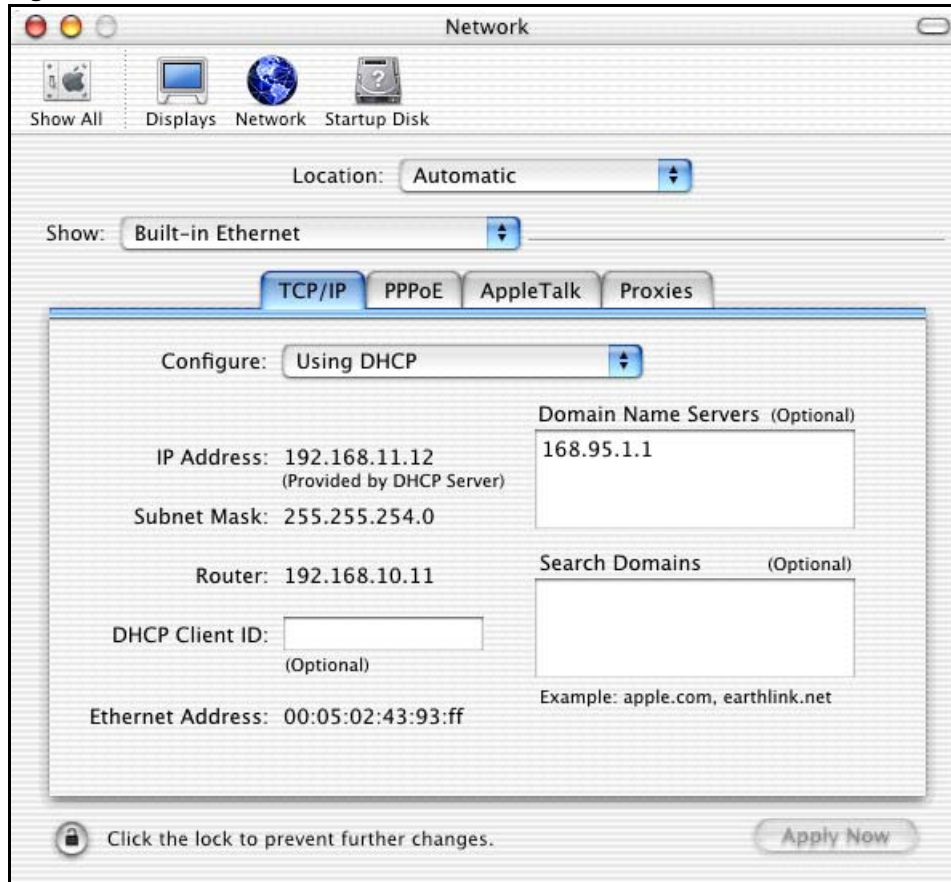 Network
Show All Displays Network Startup Disk
Location: Automatic
Show: Built-in Ethernet
TCP/IP PPPoE AppleTalk Proxies
Configure: Using DHCP
Domain Name Servers (Optional)
168.95.1.1
IP Address: 192.168.11.12
(Provided by DHCP Server)
Subnet Mask: 255.255.254.0
Router: 192.168.10.11
Search Domains (Optional)
DHCP Client ID:
(Optional)
Example: apple.com, earthlink.net
Ethernet Address: 00:05:02:43:93:ff
Click the lock to prevent further changes.
Apply Now